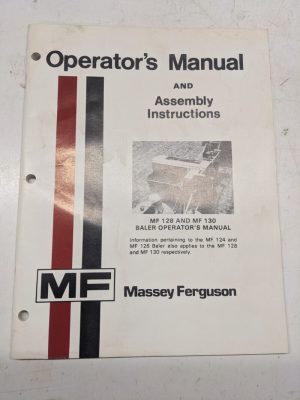 Operator's Manual
AND
Assembly
Instructions
MF 128 AND MF 130
BALER OPERATOR'S MANUAL
Information pertaining to the MF 124 and
MF 126 Baler also applies to the MF 128
and MF 130 respectively.
MF
Massey Ferguson